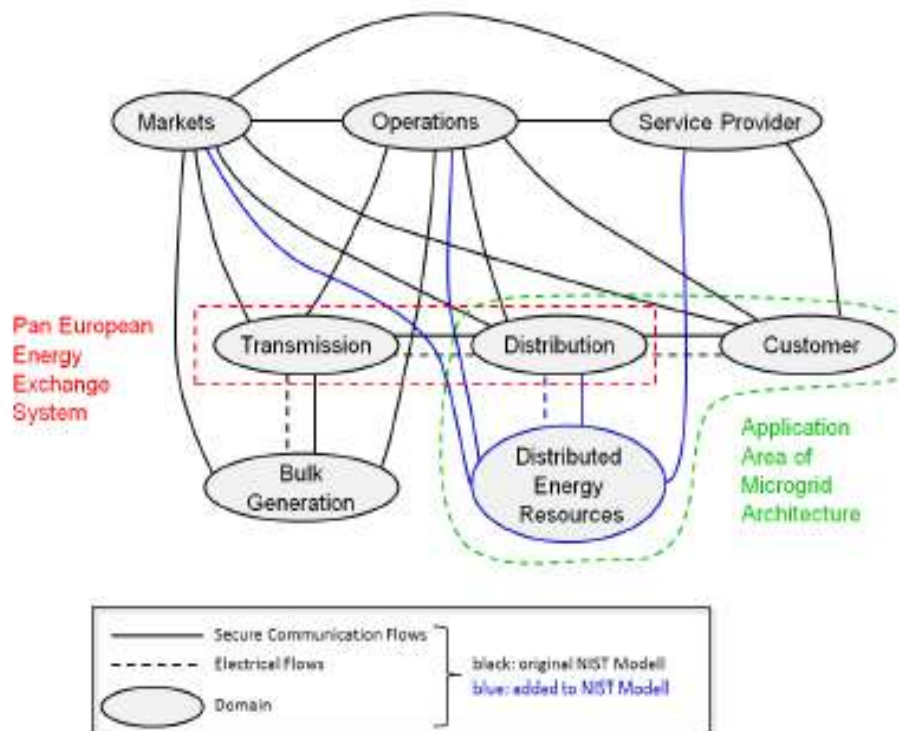 Markets
Operations
Service Provider
Pan European
Energy
Exchange
System
Transmission
Distribution
Customer
Bulk
Generation
Distributed
Energy
Resources
Application
Area of
Microgrid
Architecture
Secure Communication Flows
Electrical Flows
Domain
black: original NIST Modell
blue: added to NIST Modell